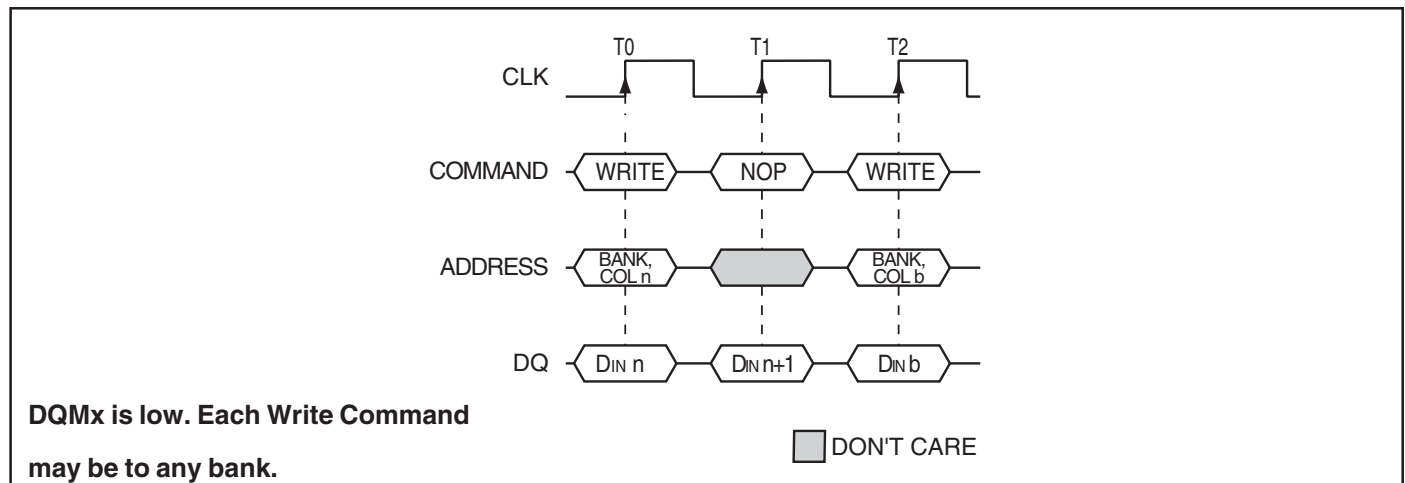 T0 T1 T2
CLK
COMMAND WRITE NOP WRITE
ADDRESS BANK, COL n BANK, COL b
DQ DIN n DIN n+1 DIN b
DQMx is low. Each Write Command
may be to any bank.
DON'T CARE